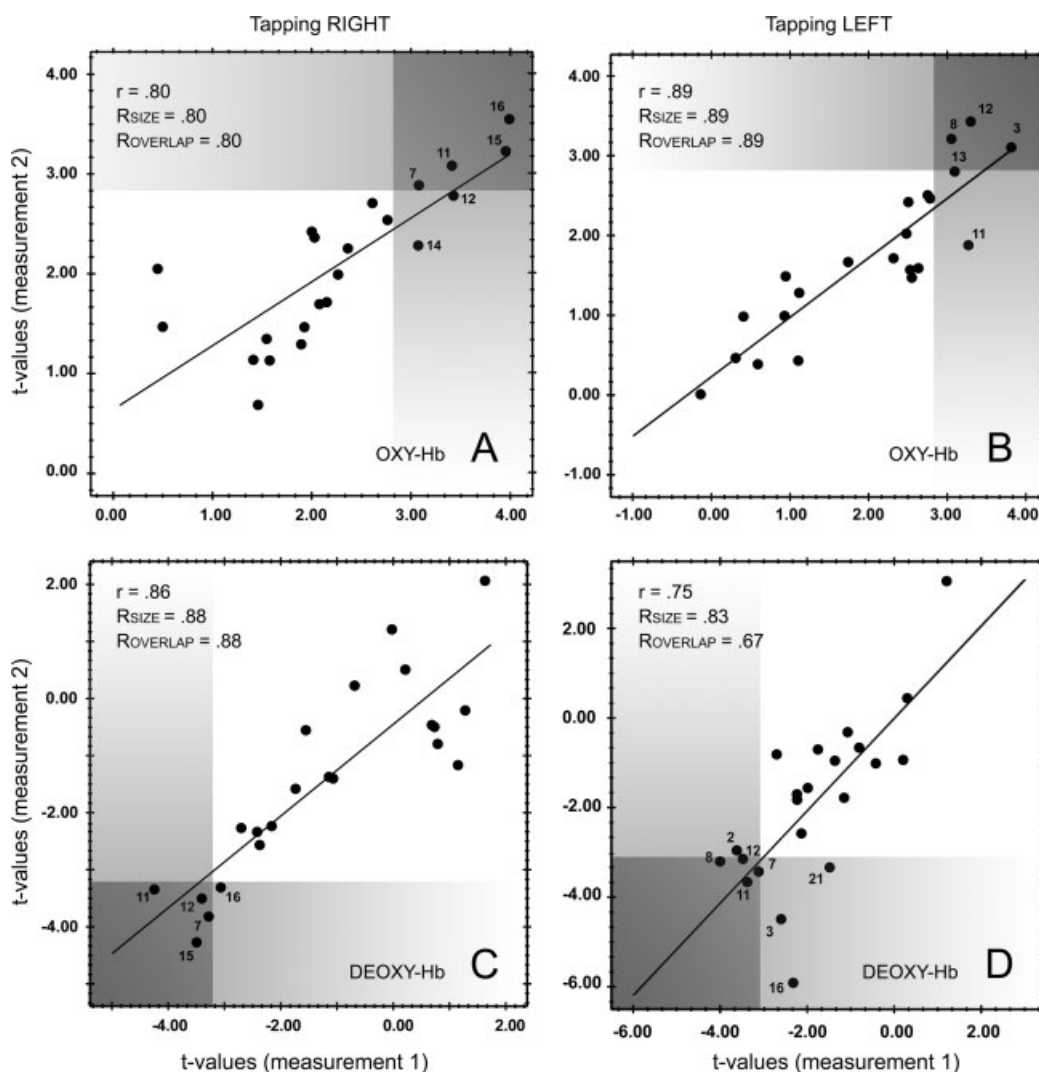 Tapping RIGHT
Tapping LEFT
t-values (measurement 2)
4.00
3.00
2.00
1.00
0.00
r = .80
RSIZE = .80
ROVERLAP = .80
16
15
11
7
12
14
OXY-Hb
A
0.00 1.00 2.00 3.00 4.00
4.00
3.00
2.00
1.00
0.00
-1.00
r = .89
RSIZE = .89
ROVERLAP = .89
12
8
3
13
11
OXY-Hb
B
-1.00 0.00 1.00 2.00 3.00 4.00
t-values (measurement 2)
2.00
0.00
-2.00
-4.00
r = .86
RSIZE = .88
ROVERLAP = .88
11
16
12
7
15
DEOXY-Hb
C
-4.00 -2.00 0.00 2.00
t-values (measurement 1)
2.00
0.00
-2.00
-4.00
-6.00
r = .75
RSIZE = .83
ROVERLAP = .67
2
12
8
7
21
11
3
16
DEOXY-Hb
D
-6.00 -4.00 -2.00 0.00 2.00
t-values (measurement 1)